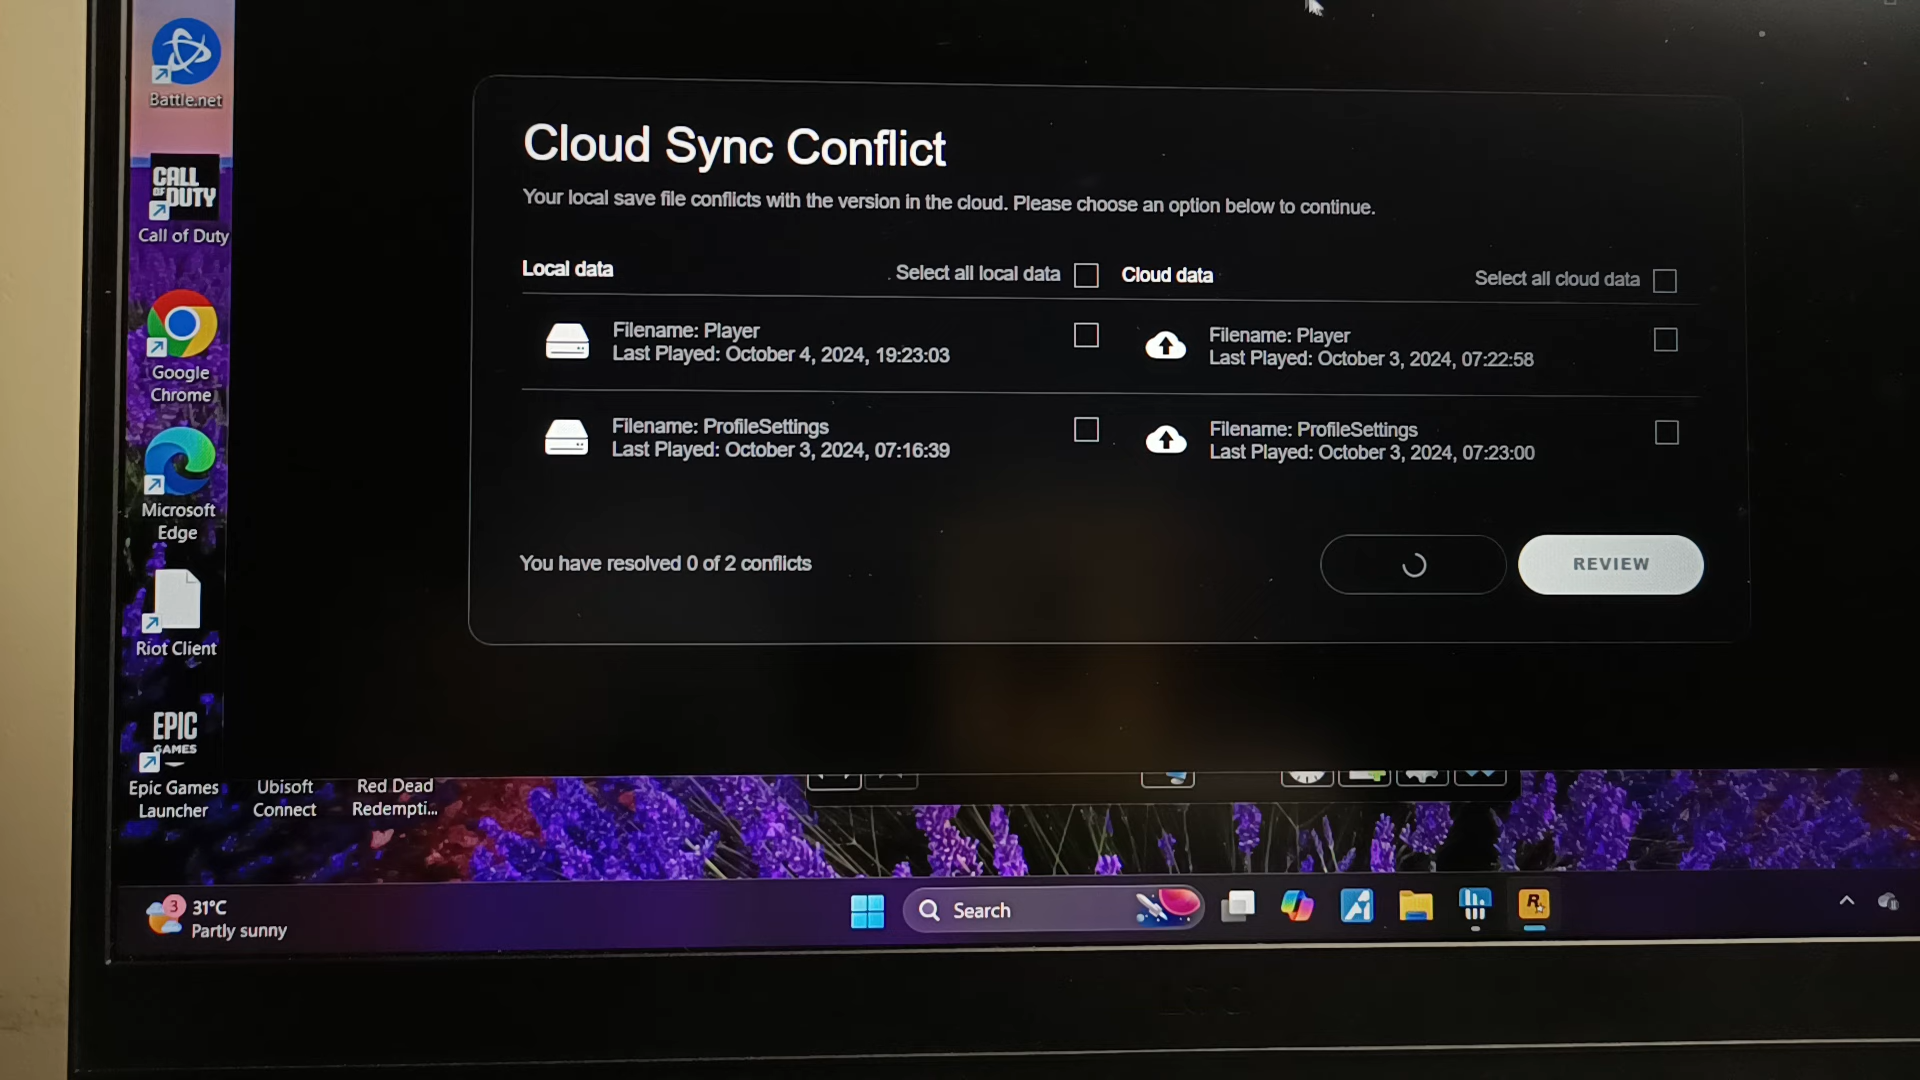 Battle.net
CALL
OF DUTY
Call of Duty
Google
Chrome
Microsoft
Edge
Riot Client
EPIC
GAMES
Epic Games
Launcher
Ubisoft
Connect
Red Dead
Redempti...
Cloud Sync Conflict
Your local save file conflicts with the version in the cloud. Please choose an option below to continue.
Local data
Select all local data
Cloud data
Select all cloud data
Filename: Player
Last Played: October 4, 2024, 19:23:03
Filename: Player
Last Played: October 3, 2024, 07:22:58
Filename: ProfileSettings
Last Played: October 3, 2024, 07:16:39
Filename: ProfileSettings
Last Played: October 3, 2024, 07:23:00
You have resolved 0 of 2 conflicts
REVIEW
3
31°C
Partly sunny
Search
R